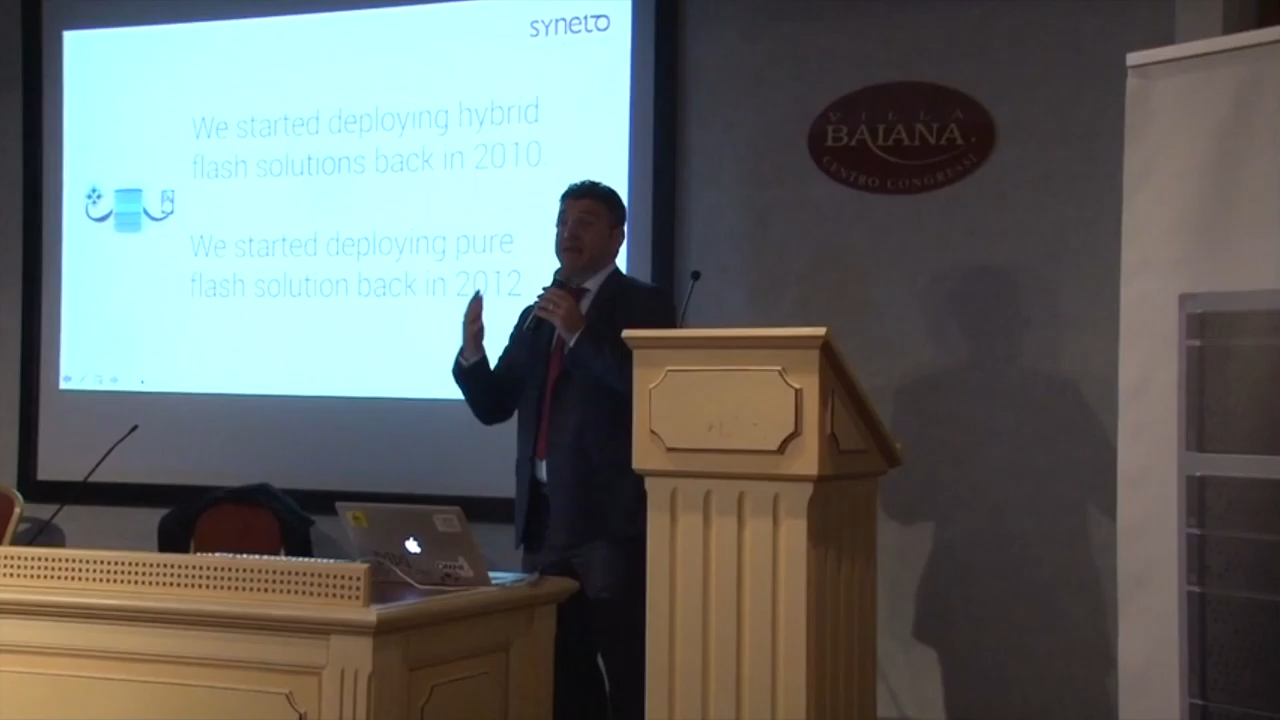 syneto
We started deploying hybrid
flash solutions back in 2010.
We started deploying pure
flash solution back in 2012
VILLA
BAIANA
CENTRO CONGRESSI